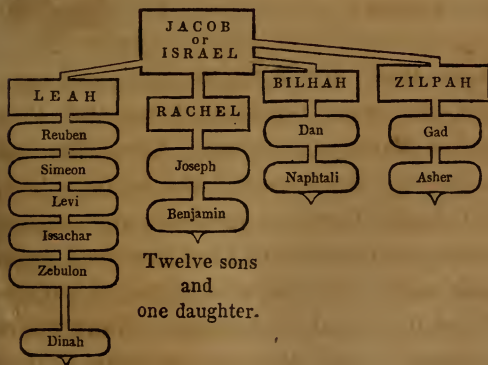 JACOB
or
ISRAEL
LEAH
Reuben
Simeon
Levi
Issachar
Zebulon
Dinah
RACHEL
Joseph
Benjamin
BILHAH
Dan
Naphtali
ZILPAH
Gad
Asher
Twelve sons
and
one daughter.